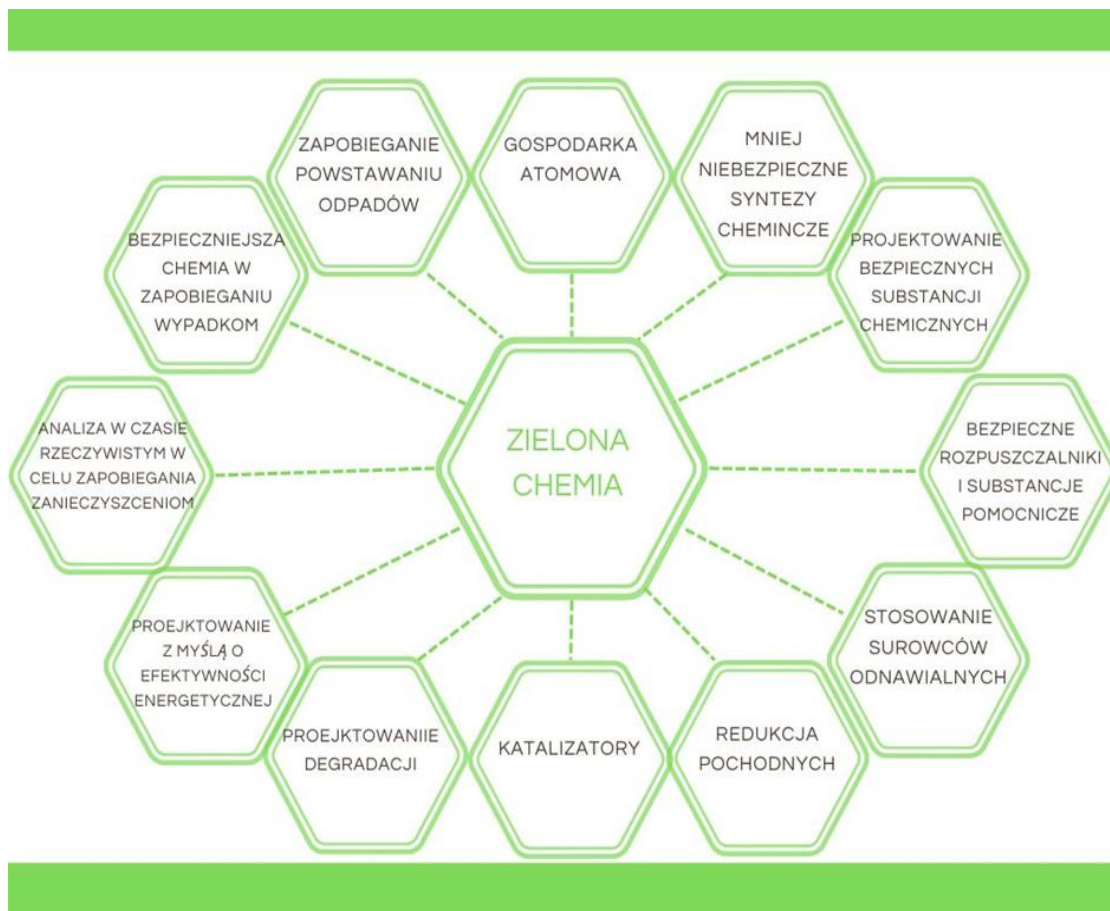 ZAPOBIEGANIE
POWSTAWANIU
ODPADÓW
GOSPODARKA
ATOMOWA
MNIEJ
NIEBEZPIECZNE
SYNTEZY
CHEMINCZE
PROJEKTOWANIE
BEZPIECZNYCH
SUBSTANCJI
CHEMICZNYCH
BEZPIECZNE
ROZPUSZCZALNIKI
I SUBSTANCJE
POMOCNICZE
STOSOWANIE
SUROWCÓW
ODNAWIALNYCH
REDUKCJA
POCHODNYCH
KATALIZATORY
PROEJKTOWANIIE
DEGRADACJI
PROEJKTOWANIE
Z MYŚLĄ O
EFEKTYWNOŚCI
ENERGETYCZNEJ
ANALIZA W CZASIE
RZECZYWISTYM W
CELU ZAPOBIEGANIA
ZANIECZYSZCENIOM
BEZPIECZNIEJSZA
CHEMIA W
ZAPOBIEGANIU
WYPADKOM
ZIELONA
CHEMIA